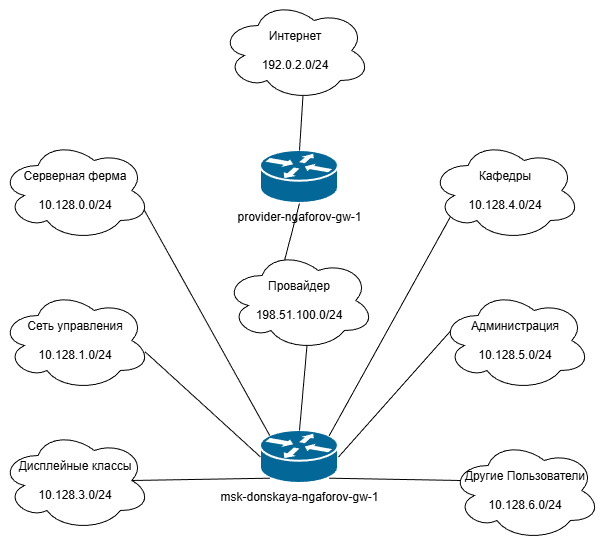 Интернет
192.0.2.0/24
Серверная ферма
10.128.0.0/24
Кафедры
10.128.4.0/24
provider-ngaforov-gw-1
Провайдер
198.51.100.0/24
Сеть управления
10.128.1.0/24
Администрация
10.128.5.0/24
Дисплейные классы
10.128.3.0/24
msk-donskaya-ngaforov-gw-1
Другие Пользователи
10.128.6.0/24